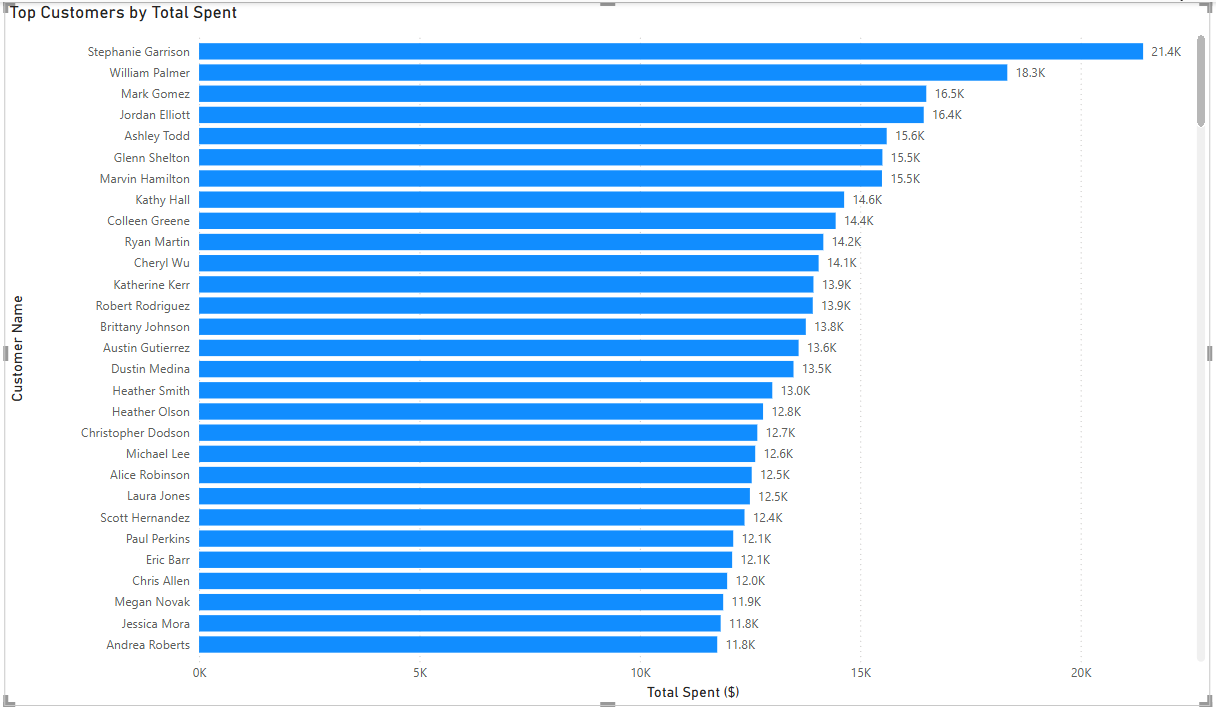 Top Customers by Total Spent
Stephanie Garrison 21.4K
William Palmer 18.3K
Mark Gomez 16.5K
Jordan Elliott 16.4K
Ashley Todd 15.6K
Glenn Shelton 15.5K
Marvin Hamilton 15.5K
Kathy Hall 14.6K
Colleen Greene 14.4K
Ryan Martin 14.2K
Cheryl Wu 14.1K
Katherine Kerr 13.9K
Robert Rodriguez 13.9K
Brittany Johnson 13.8K
Austin Gutierrez 13.6K
Dustin Medina 13.5K
Heather Smith 13.0K
Heather Olson 12.8K
Christopher Dodson 12.7K
Michael Lee 12.6K
Alice Robinson 12.5K
Laura Jones 12.5K
Scott Hernandez 12.4K
Paul Perkins 12.1K
Eric Barr 12.1K
Chris Allen 12.0K
Megan Novak 11.9K
Jessica Mora 11.8K
Andrea Roberts 11.8K
Customer Name
0K 5K 10K 15K 20K
Total Spent ($)